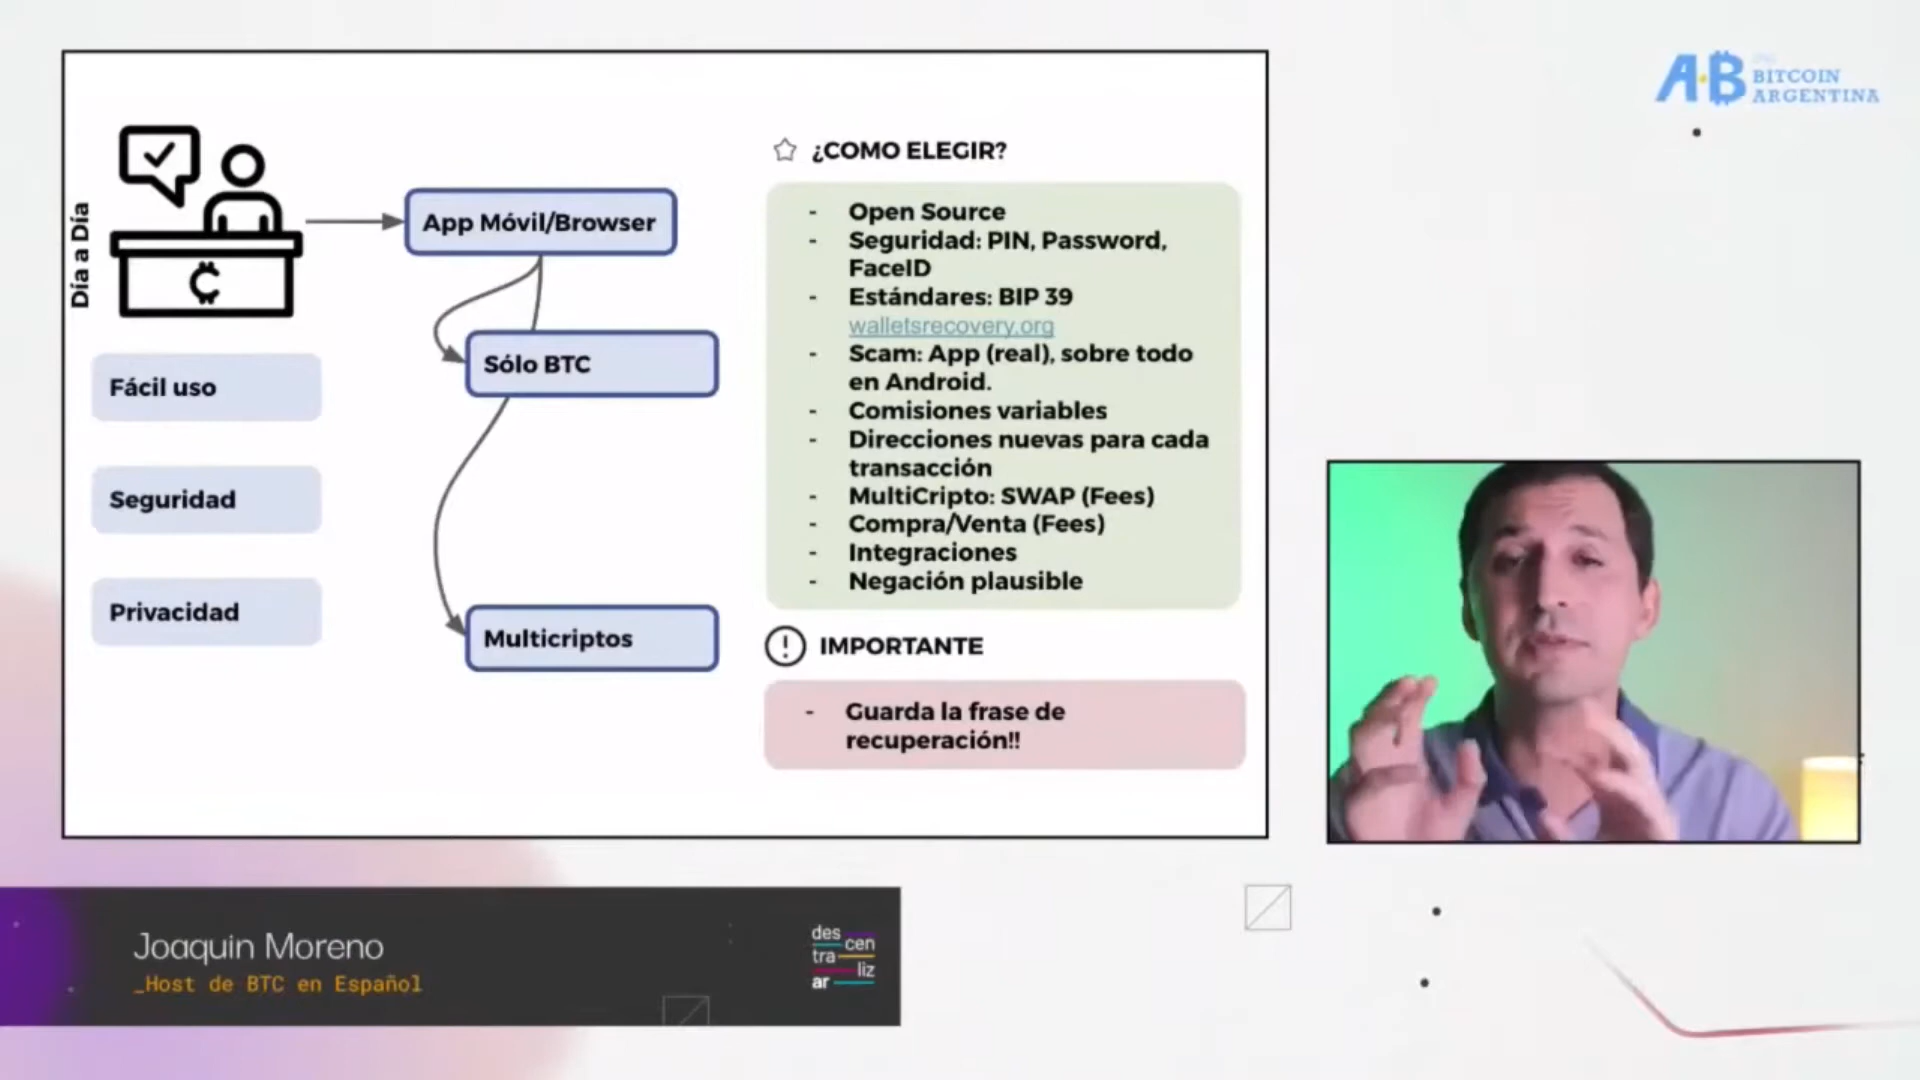 Día a Día
App Móvil/Browser
Sólo BTC
Multicriptos
Fácil uso
Seguridad
Privacidad
¿COMO ELEGIR?
- Open Source
- Seguridad: PIN, Password,
FaceID
- Estándares: BIP 39
walletsrecovery.org
- Scam: App (real), sobre todo
en Android.
- Comisiones variables
- Direcciones nuevas para cada
transacción
- MultiCripto: SWAP (Fees)
- Compra/Venta (Fees)
- Integraciones
- Negación plausible
IMPORTANTE
- Guarda la frase de
recuperación!!
A·B
BITCOIN
ARGENTINA
Joaquin Moreno
_Host de BTC en Español
des
cen
tra
liz
ar